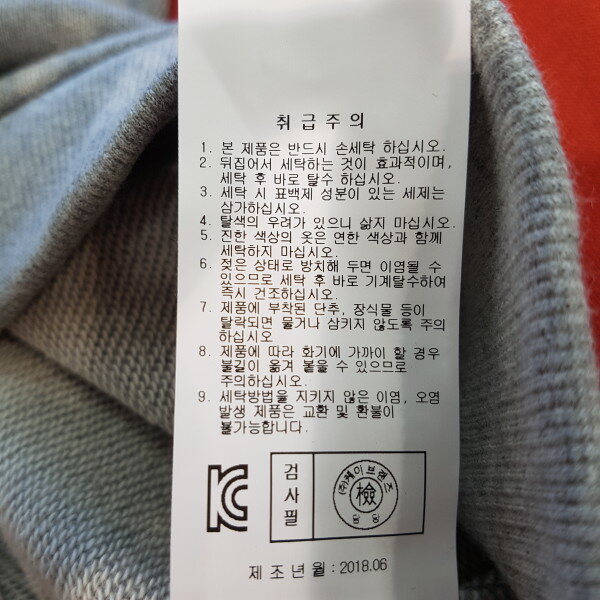 취급주의
1. 본 제품은 반드시 손세탁 하십시오.
2. 뒤집어서 세탁하는 것이 효과적이며,
세탁 후 바로 탈수 하십시오.
3. 세탁 시 표백제 성분이 있는 세제는
삼가하십시오.
4. 탈색의 우려가 있으니 삶지 마십시오.
5. 진한 색상의 옷은 연한 색상과 함께
세탁하지 마십시오.
6. 젖은 상태로 방치해 두면 이염될 수
있으므로 세탁 후 바로 기계탈수하여
즉시 건조하십시오.
7. 제품에 부착된 단추, 장식물 등이
탈락되면 물거나 삼키지 않도록 주의
하십시오
8. 제품에 따라 화기에 가까이 할 경우
불길이 옮겨 붙을 수 있으므로
주의하십시오.
9. 세탁방법을 지키지 않은 이염, 오염
발생 제품은 교환 및 환불이
불가능합니다.
검사필
(주)제이브랜즈
檢
제조년월 : 2018.06